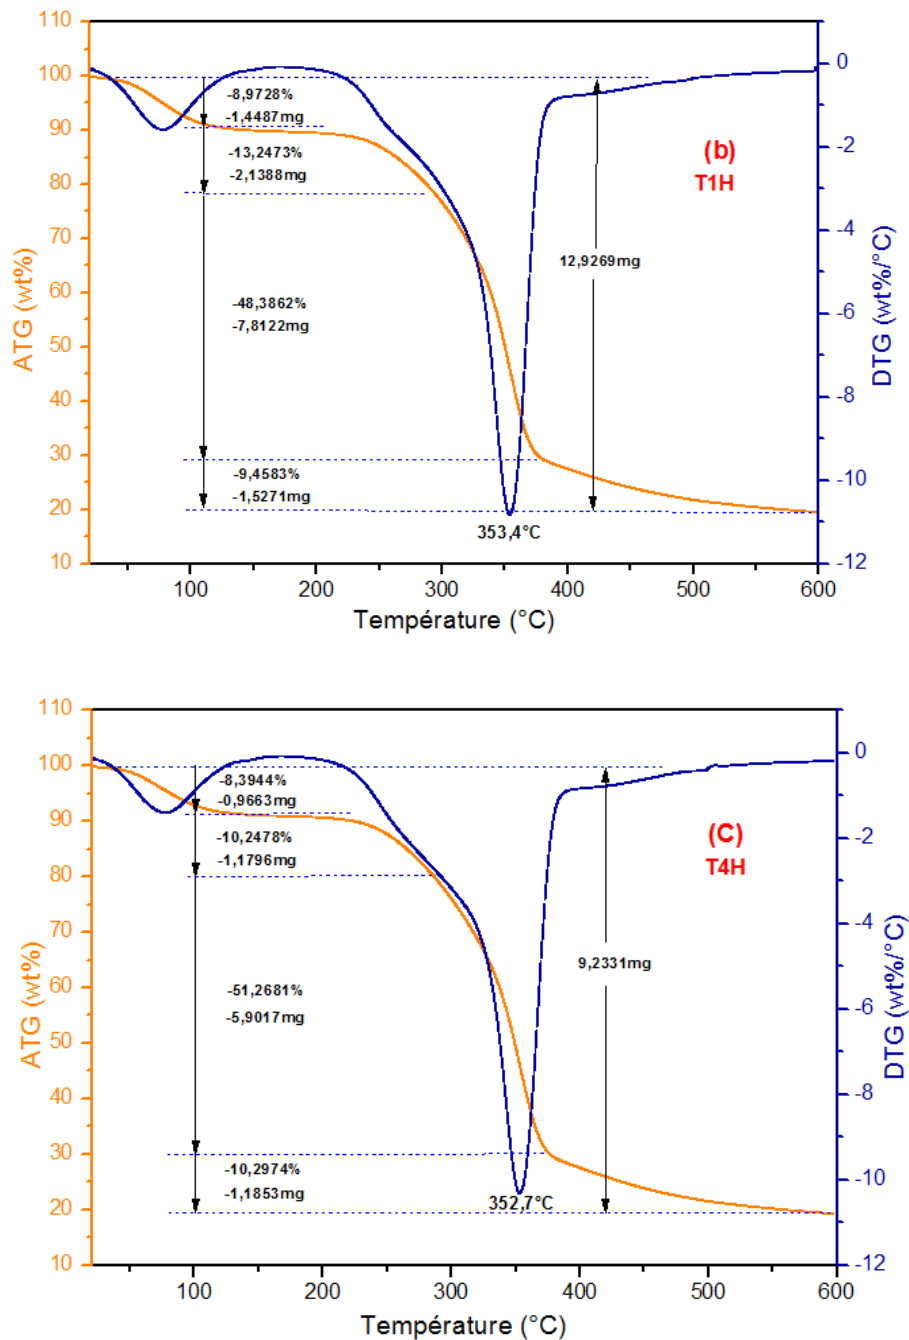 110
100
90
80
70
60
50
40
30
20
10
ATG (wt%)
-8,9728%
-1,4487mg
-13,2473%
-2,1388mg
-48,3862%
-7,8122mg
-9,4583%
-1,5271mg
12,9269mg
353,4°C
(b)
T1H
0
-2
-4
-6
-8
-10
-12
DTG (wt%/°C)
100 200 300 400 500 600
Température (°C)
110
100
90
80
70
60
50
40
30
20
10
ATG (wt%)
-8,3944%
-0,9663mg
-10,2478%
-1,1796mg
-51,2681%
-5,9017mg
-10,2974%
-1,1853mg
9,2331mg
352,7°C
(C)
T4H
0
-2
-4
-6
-8
-10
-12
DTG (wt%/°C)
100 200 300 400 500 600
Température (°C)